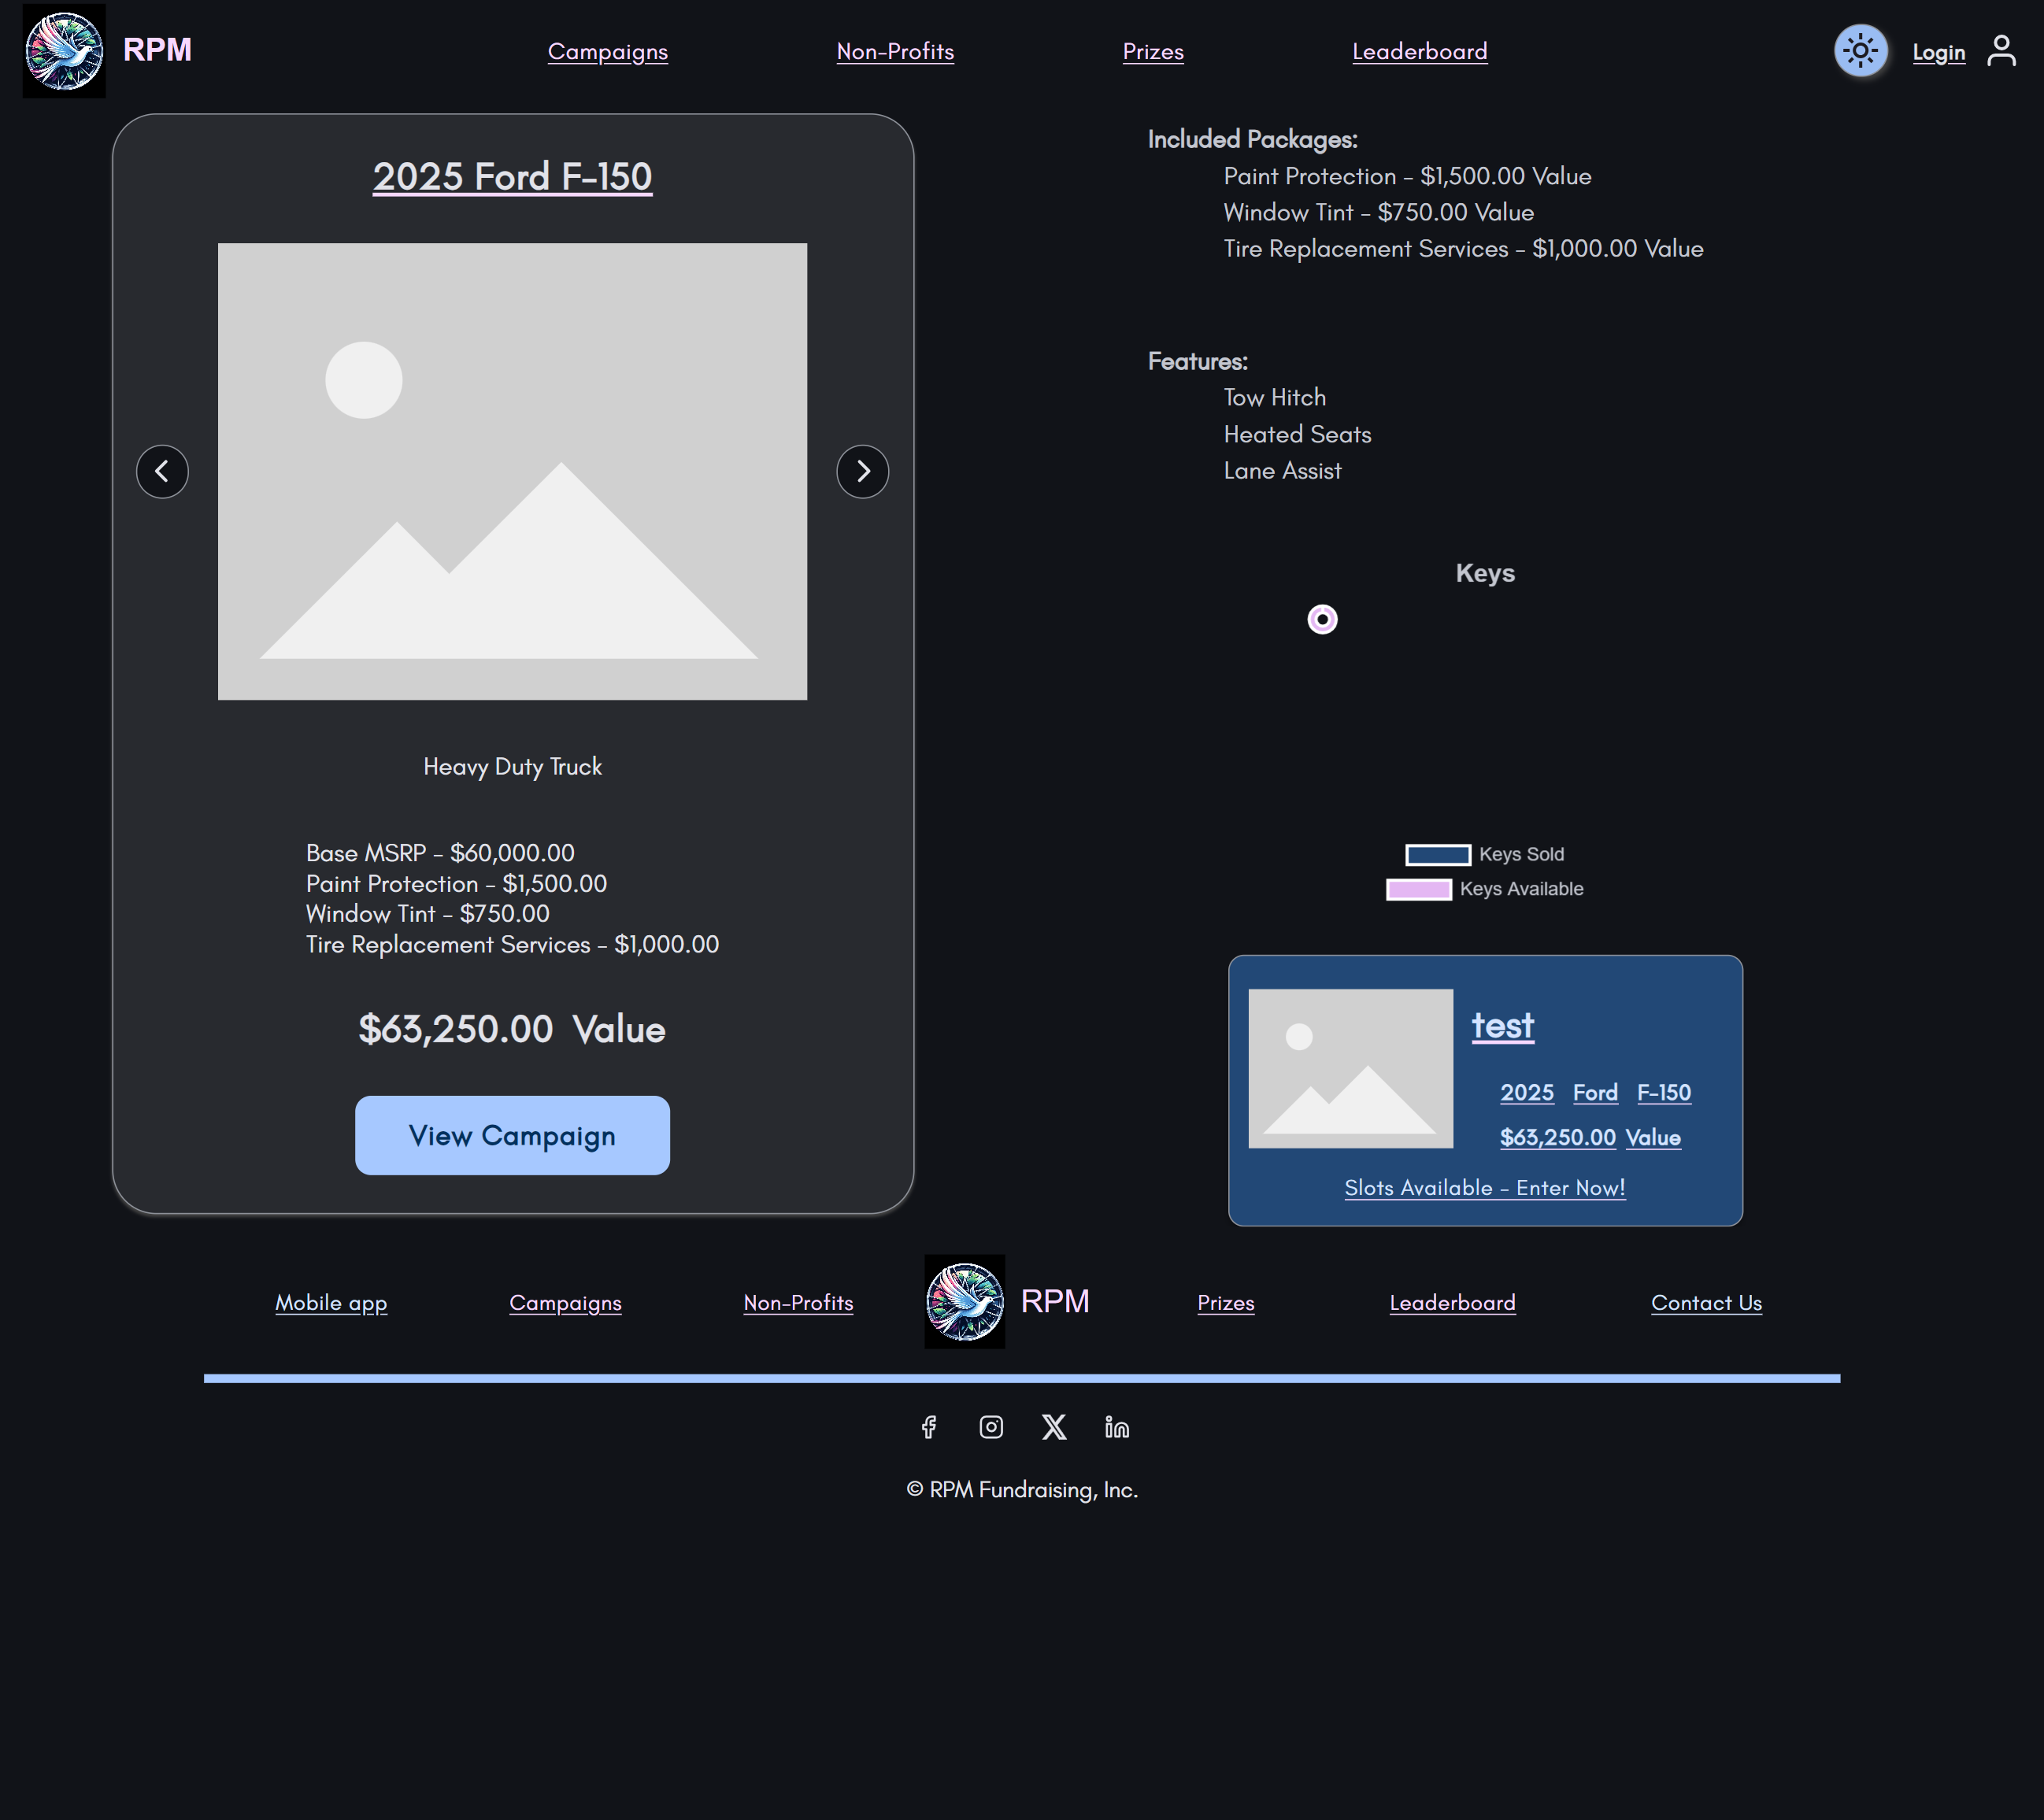 RPM
Campaigns
Non-Profits
Prizes
Leaderboard
Login
2025 Ford F-150
Heavy Duty Truck
Base MSRP - $60,000.00
Paint Protection - $1,500.00
Window Tint - $750.00
Tire Replacement Services - $1,000.00
$63,250.00 Value
View Campaign
Included Packages:
Paint Protection - $1,500.00 Value
Window Tint - $750.00 Value
Tire Replacement Services - $1,000.00 Value
Features:
Tow Hitch
Heated Seats
Lane Assist
Keys
Keys Sold
Keys Available
test
2025 Ford F-150
$63,250.00 Value
Slots Available - Enter Now!
Mobile app
Campaigns
Non-Profits
RPM
Prizes
Leaderboard
Contact Us
© RPM Fundraising, Inc.